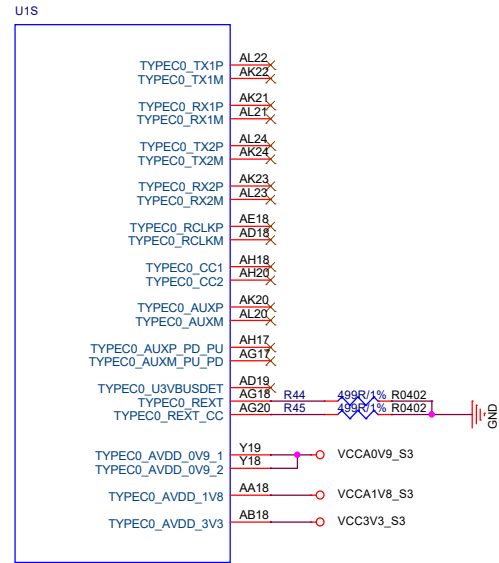 U1S
TYPEC0_TX1P AL22
TYPEC0_TX1M AK22
TYPEC0_RX1P AK21
TYPEC0_RX1M AL21
TYPEC0_TX2P AL24
TYPEC0_TX2M AK24
TYPEC0_RX2P AK23
TYPEC0_RX2M AL23
TYPEC0_RCLKP AE18
TYPEC0_RCLKM AD18
TYPEC0_CC1 AH18
TYPEC0_CC2 AH20
TYPEC0_AUXP AK20
TYPEC0_AUXM AL20
TYPEC0_AUXP_PD_PU AH17
TYPEC0_AUXM_PU_PD AG17
TYPEC0_U3VBUSDET AD19
TYPEC0_REXT AG18 R44 499R/1% R0402
TYPEC0_REXT_CC AG20 R45 499R/1% R0402
GND
TYPEC0_AVDD_0V9_1 Y19 VCCA0V9_S3
TYPEC0_AVDD_0V9_2 Y18
TYPEC0_AVDD_1V8 AA18 VCCA1V8_S3
TYPEC0_AVDD_3V3 AB18 VCC3V3_S3